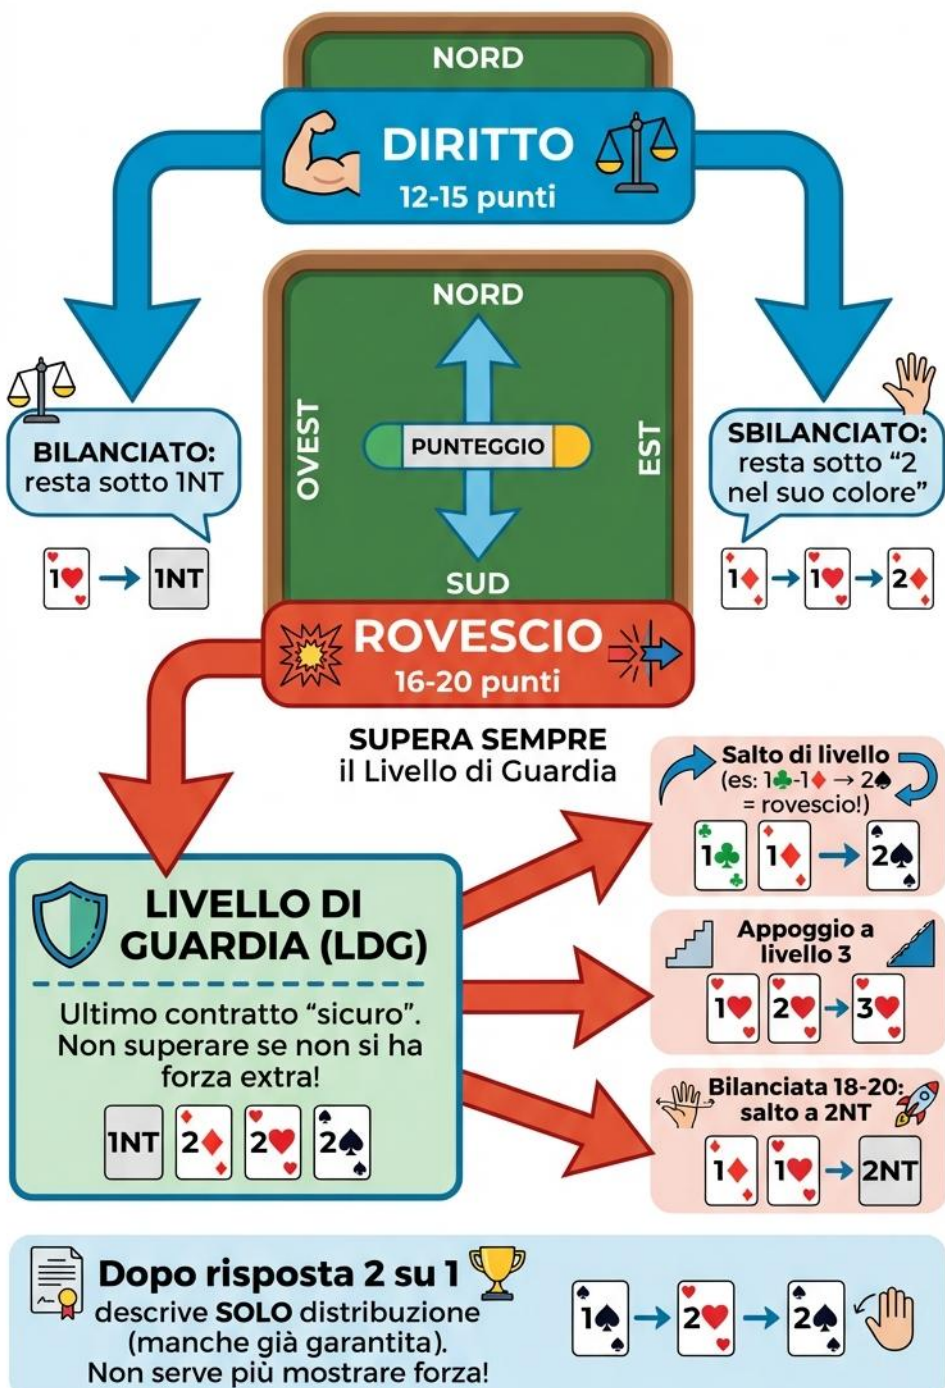 NORD
DIRITTO
12-15 punti
NORD
OVEST
PUNTEGGIO
EST
SUD
BILANCIATO:
resta sotto 1NT
1♥ → 1NT
SBILANCIATO:
resta sotto “2
nel suo colore”
1♦ → 1♥ → 2♦
ROVESCIO
16-20 punti
SUPERA SEMPRE
il Livello di Guardia
LIVELLO DI
GUARDIA (LDG)
Ultimo contratto “sicuro”.
Non superare se non si ha
forza extra!
1NT 2♦ 2♥ 2♠
Salto di livello
(es: 1♣-1♦ → 2♠
= rovescio!)
1♣ 1♦ → 2♠
Appoggio a
livello 3
1♥ 2♥ → 3♥
Bilanciata 18-20:
salto a 2NT
1♦ 1♥ → 2NT
Dopo risposta 2 su 1
descrive SOLO distribuzione
(manche già garantita).
Non serve più mostrare forza!
1♠ → 2♥ → 2♠